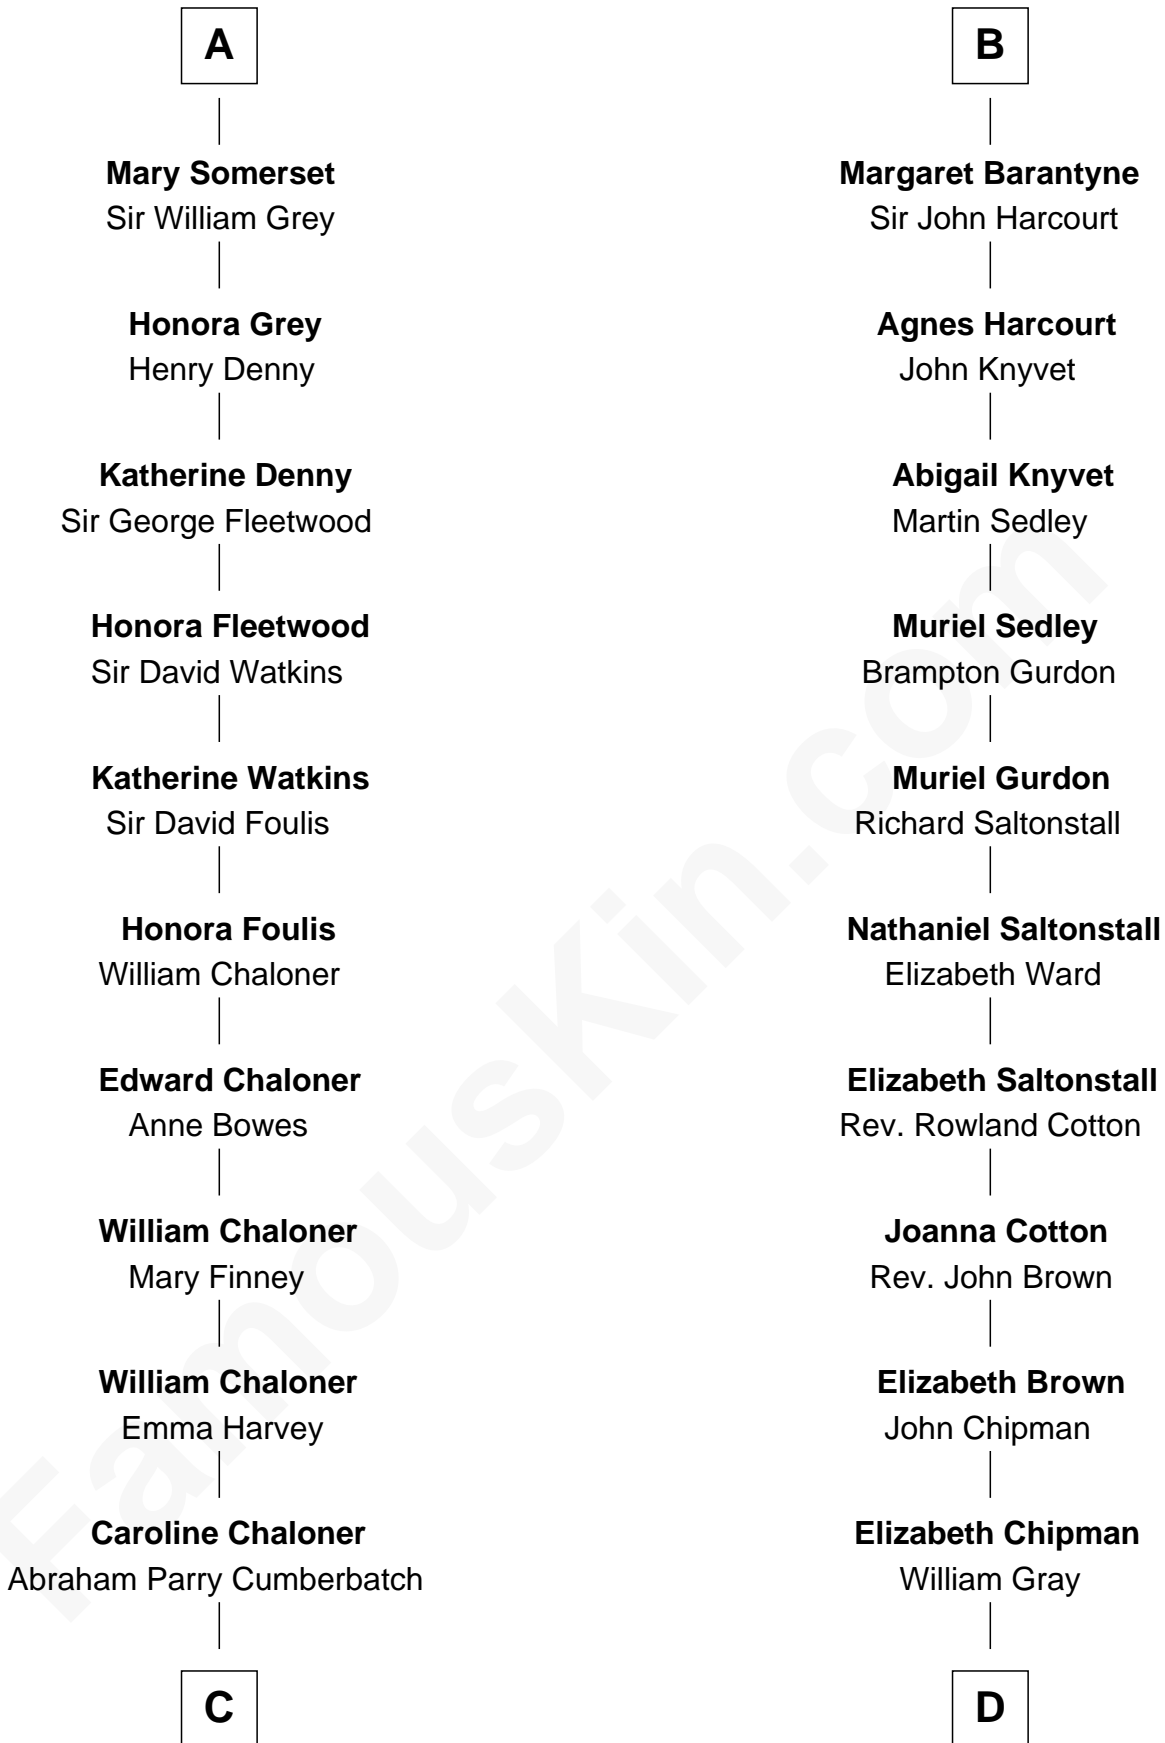 A
Mary Somerset
Sir William Grey
Honora Grey
Henry Denny
Katherine Denny
Sir George Fleetwood
Honora Fleetwood
Sir David Watkins
Katherine Watkins
Sir David Foulis
Honora Foulis
William Chaloner
Edward Chaloner
Anne Bowes
William Chaloner
Mary Finney
William Chaloner
Emma Harvey
Caroline Chaloner
Abraham Parry Cumberbatch
C
B
Margaret Barantyne
Sir John Harcourt
Agnes Harcourt
John Knyvet
Abigail Knyvet
Martin Sedley
Muriel Sedley
Brampton Gurdon
Muriel Gurdon
Richard Saltonstall
Nathaniel Saltonstall
Elizabeth Ward
Elizabeth Saltonstall
Rev. Rowland Cotton
Joanna Cotton
Rev. John Brown
Elizabeth Brown
John Chipman
Elizabeth Chipman
William Gray
D
FamousKin.com